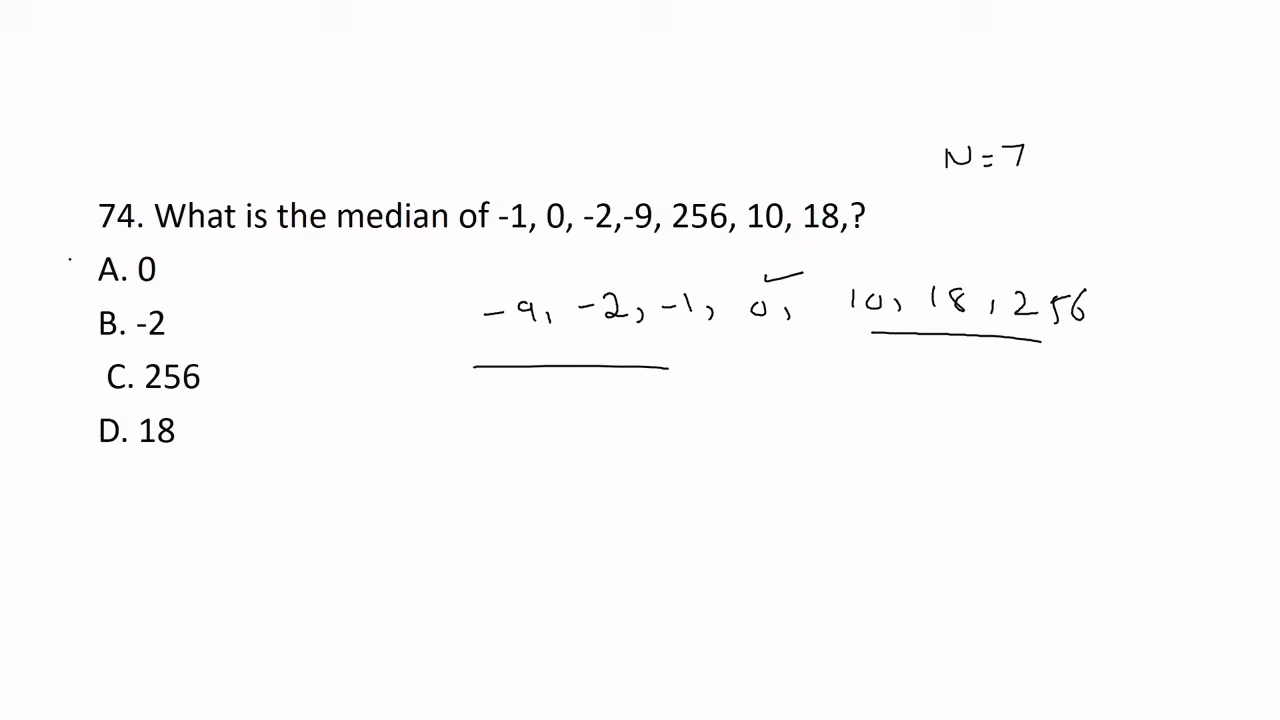 N=7
74. What is the median of -1, 0, -2,-9, 256, 10, 18,?
A. 0
-9, -2, -1, 0, 10, 18, 256
B. -2
C. 256
D. 18